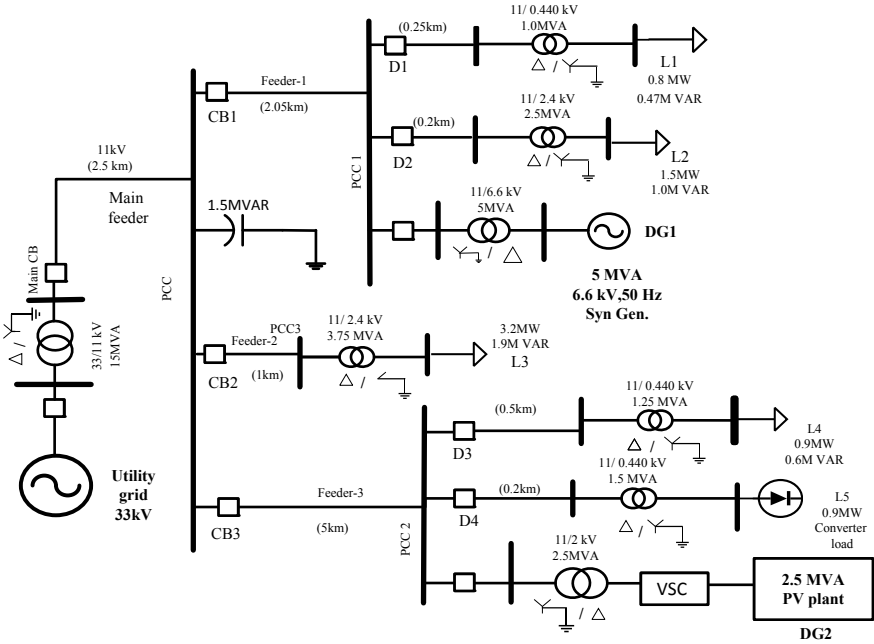 11/ 0.440 kV
1.0MVA
(0.25km)
D1
△ /
L1
0.8 MW
0.47M VAR
Feeder-1
(2.05km)
CB1
11/ 2.4 kV
2.5MVA
(0.2km)
D2
△ /
L2
1.5MW
1.0M VAR
PCC 1
11kV
(2.5 km)
Main
feeder
1.5MVAR
11/6.6 kV
5MVA
/ △
DG1
5 MVA
6.6 kV,50 Hz
Syn Gen.
Main CB
PCC
△ /
33/11 kV
15MVA
Utility
grid
33kV
PCC3
Feeder-2
(1km)
CB2
11/ 2.4 kV
3.75 MVA
△ /
3.2MW
1.9M VAR
L3
11/ 0.440 kV
1.25 MVA
(0.5km)
D3
△ /
L4
0.9MW
0.6M VAR
Feeder-3
(5km)
CB3
PCC 2
11/ 0.440 kV
1.5 MVA
(0.2km)
D4
△ /
L5
0.9MW
Converter
load
11/2 kV
2.5MVA
/ △
VSC
2.5 MVA
PV plant
DG2